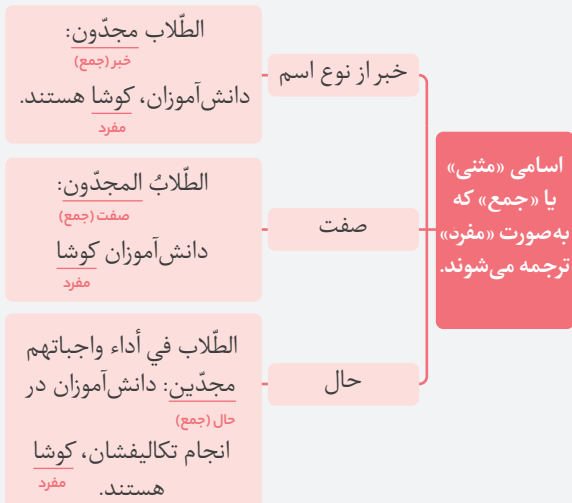 اسامی «مثنی»
یا «جمع» که
به‌صورت «مفرد»
ترجمه می‌شوند.
خبر از نوع اسم
الطّلاب مجدّون:
خبر (جمع)
دانش‌آموزان، کوشا هستند.
مفرد
صفت
الطّلابُ المجدّون:
صفت (جمع)
دانش‌آموزان کوشا
مفرد
حال
الطّلاب في أداء واجباتهم
مجدّین: دانش‌آموزان در
حال (جمع)
انجام تکالیفشان، کوشا
مفرد
هستند.